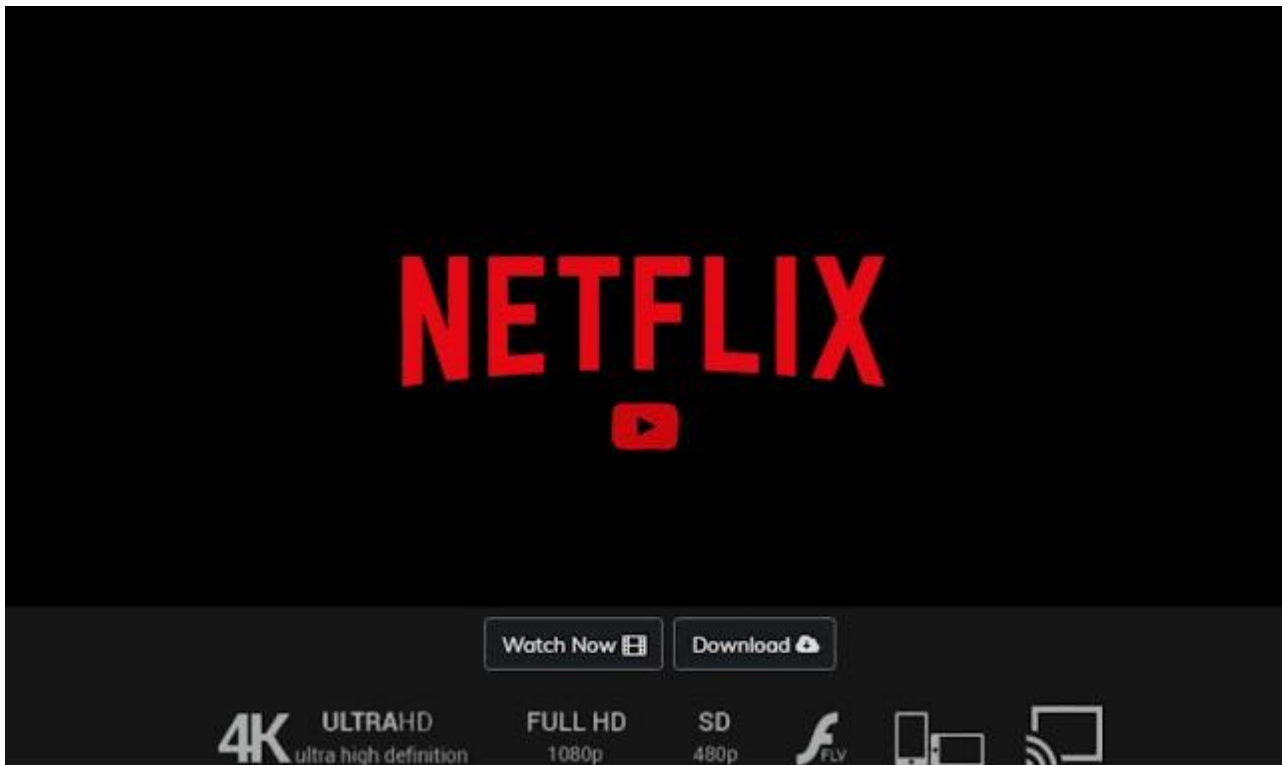 NETFLIX
Watch Now
Download
4K ULTRAHD
ultra high definition
FULL HD
1080p
SD
480p
FLV